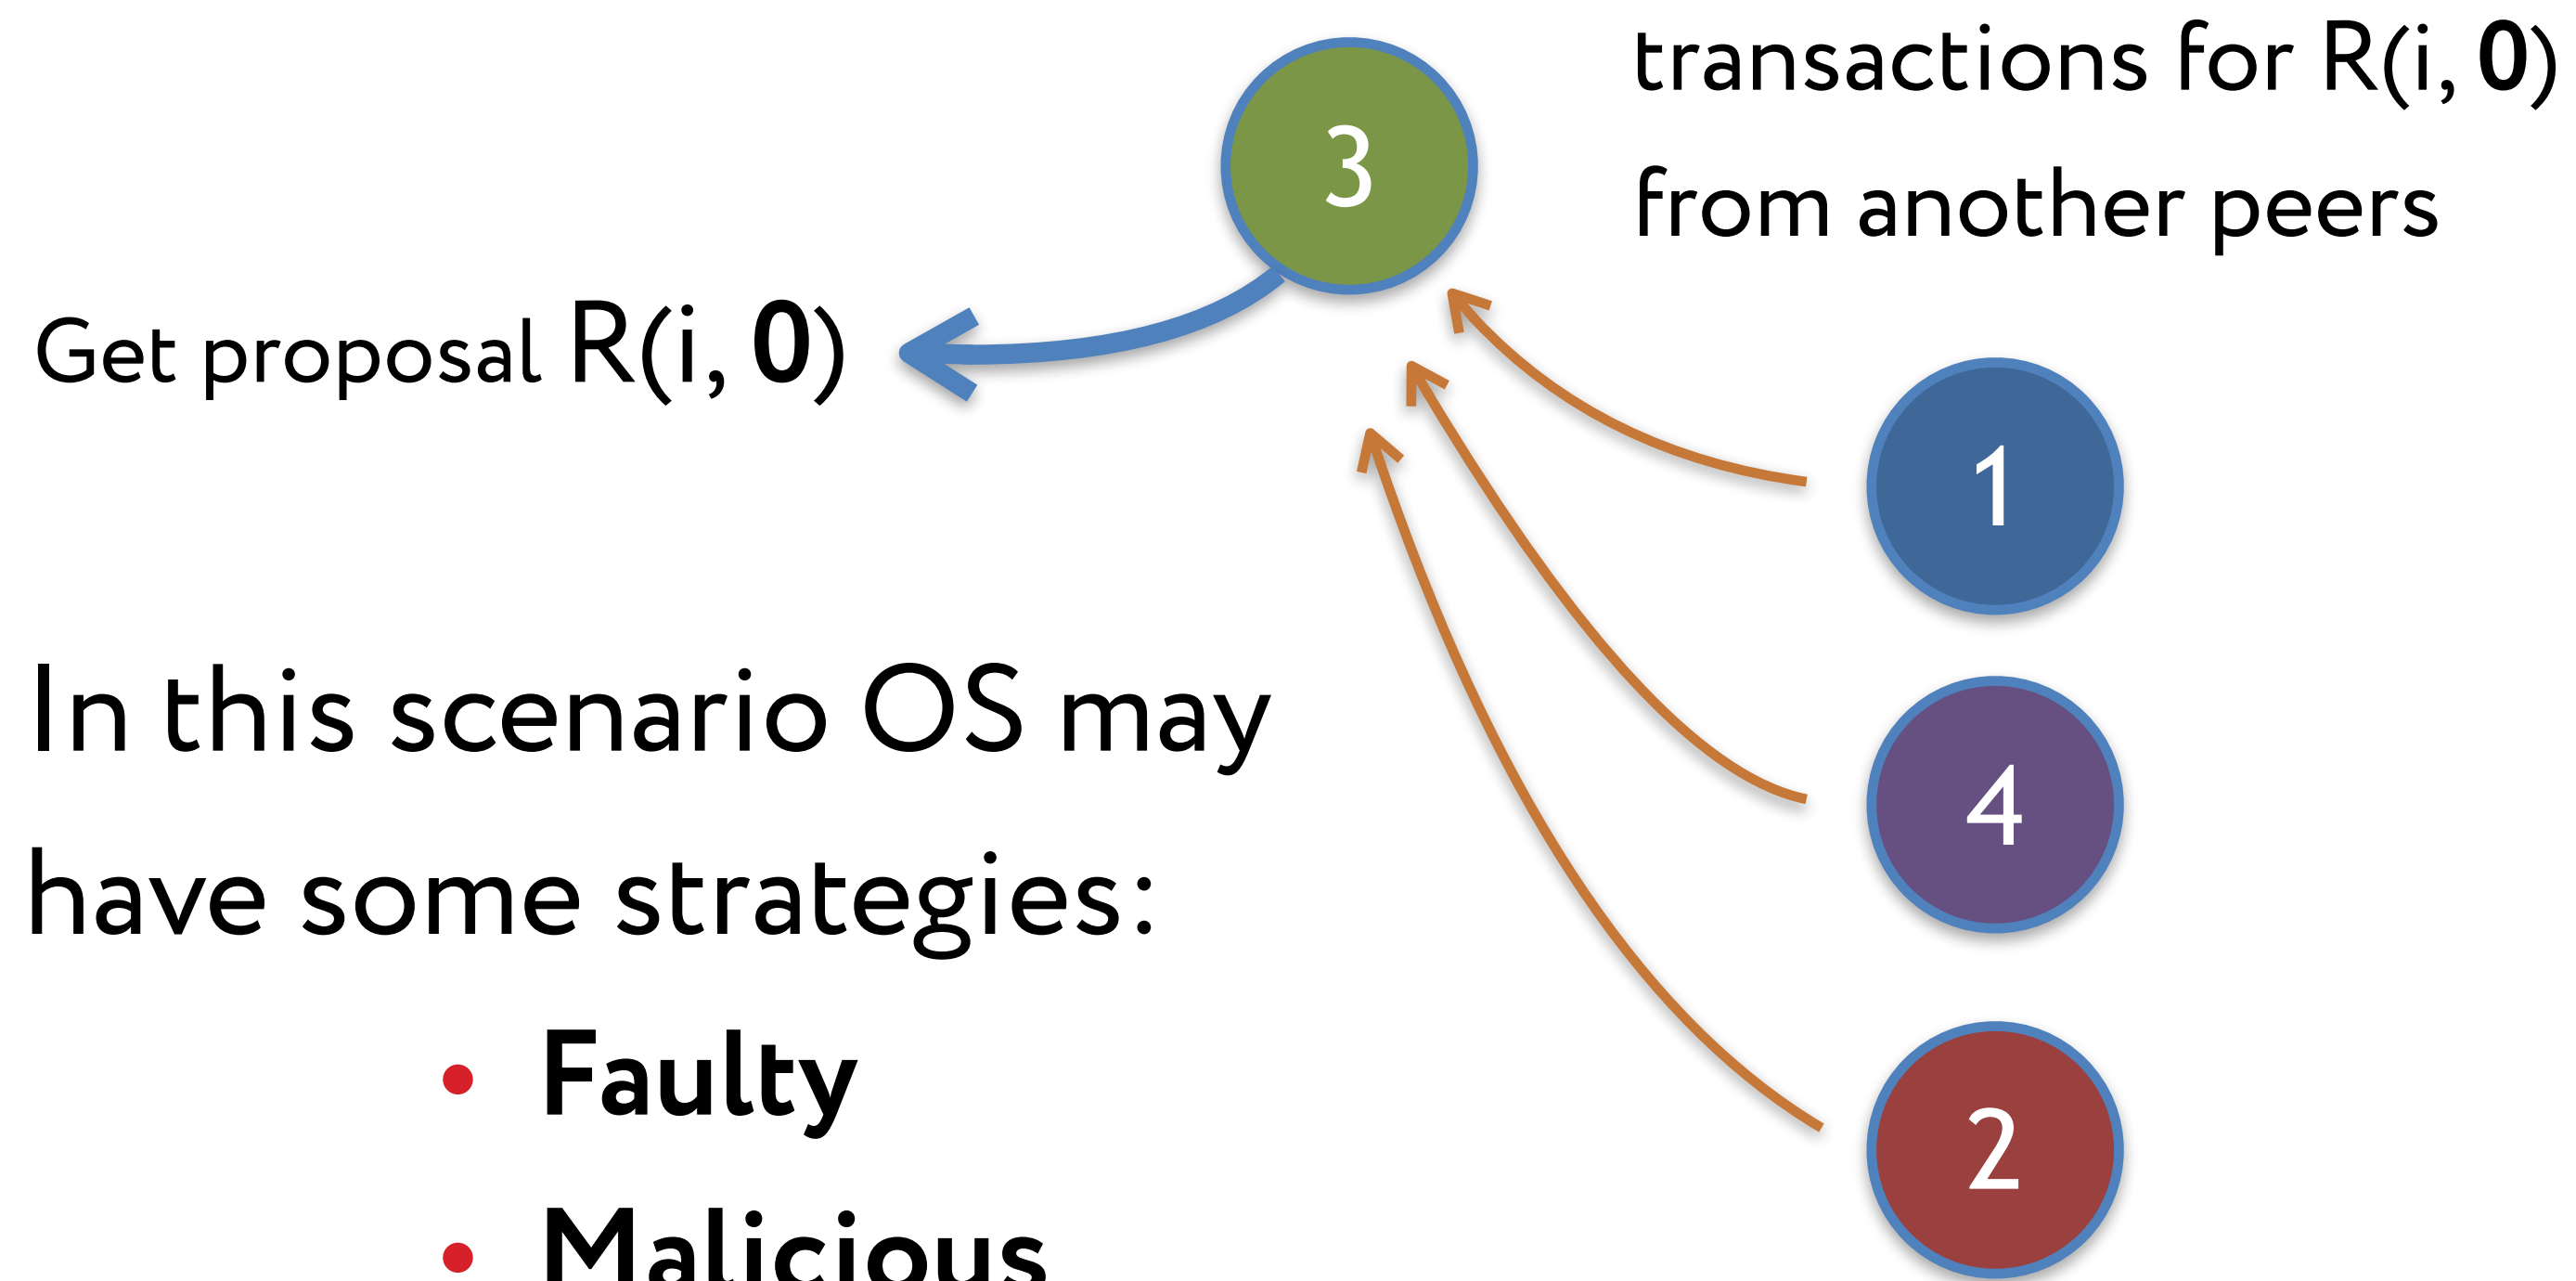 transactions for R(i, 0)
from another peers
3
Get proposal R(i, 0)
1
In this scenario OS may
have some strategies:
4
• Faulty
2
• Malicious